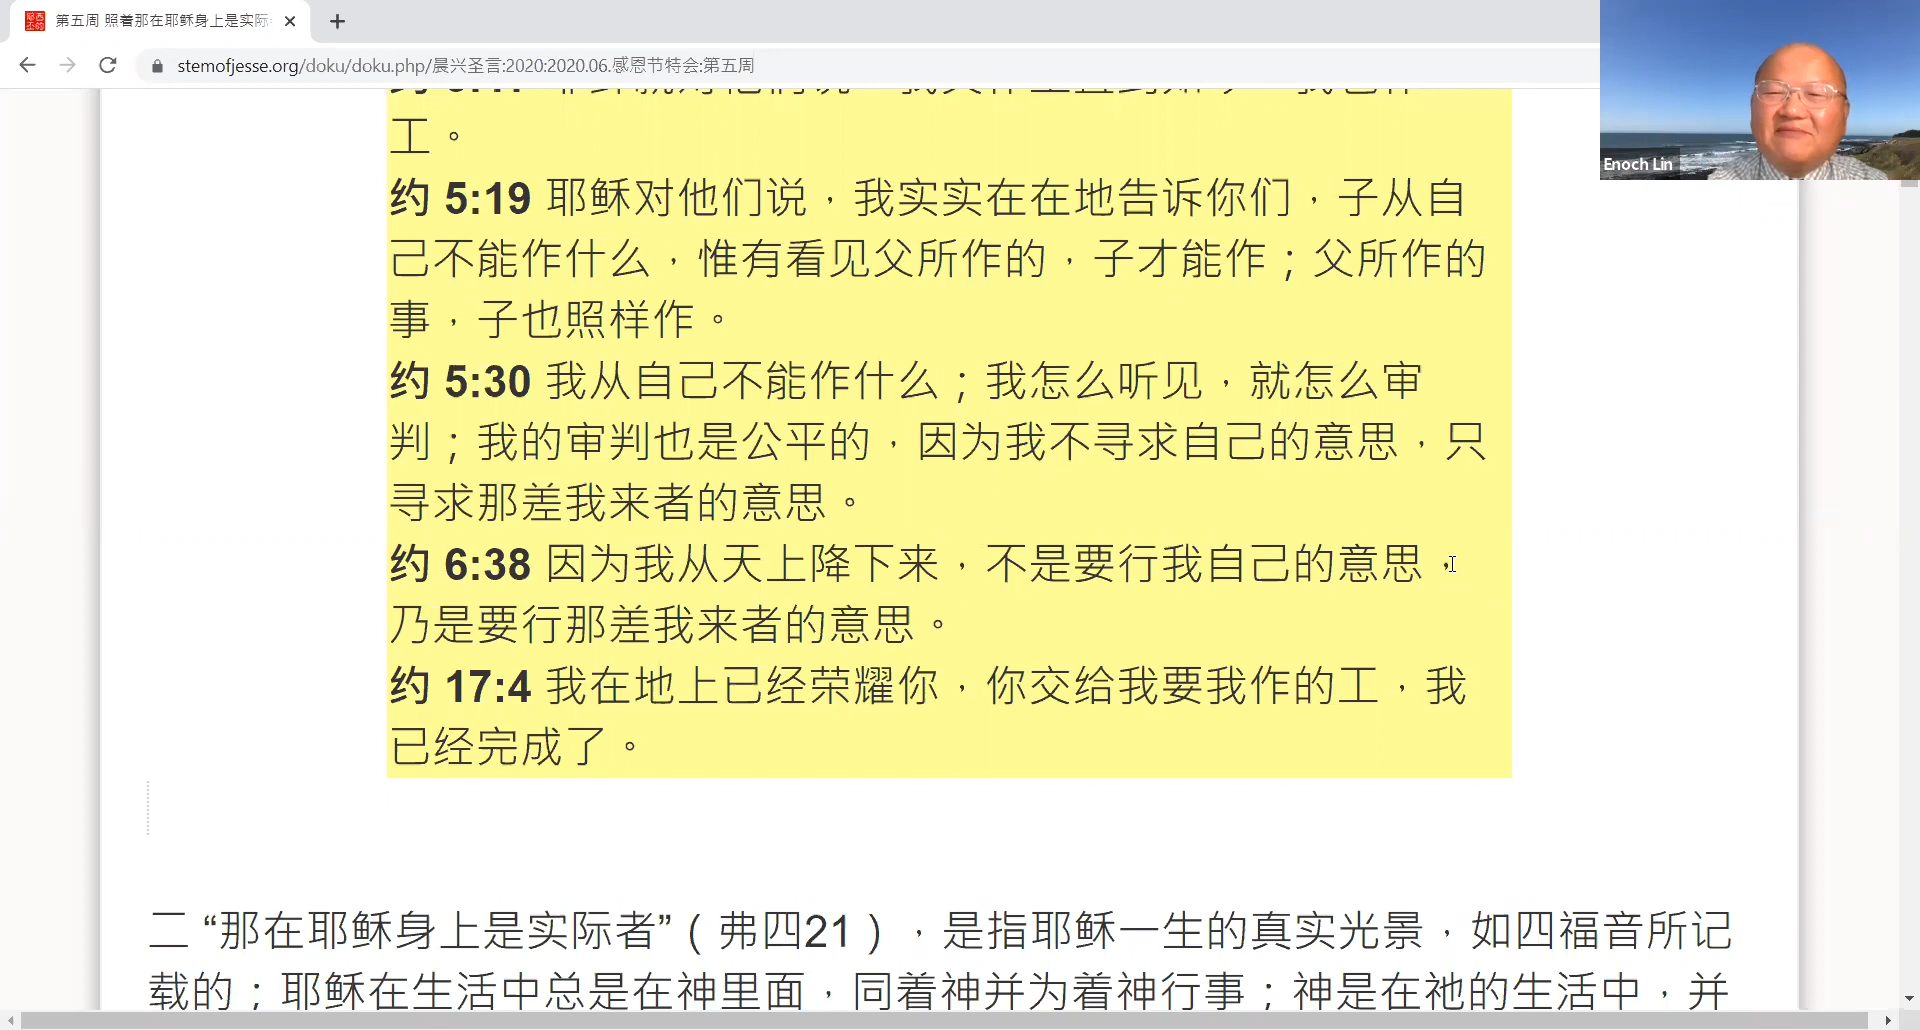 第五周 照着那在耶稣身上是实际
stemofjesse.org/doku/doku.php/晨兴圣言:2020:2020.06.感恩节特会:第五周
Enoch Lin
工。
约 5:19 耶稣对他们说，我实实在在地告诉你们，子从自
己不能作什么，惟有看见父所作的，子才能作；父所作的
事，子也照样作。
约 5:30 我从自己不能作什么；我怎么听见，就怎么审
判；我的审判也是公平的，因为我不寻求自己的意思，只
寻求那差我来者的意思。
约 6:38 因为我从天上降下来，不是要行我自己的意思，
乃是要行那差我来者的意思。
约 17:4 我在地上已经荣耀你，你交给我要我作的工，我
已经完成了。
二 “那在耶稣身上是实际者”（弗四21），是指耶稣一生的真实光景，如四福音所记
载的；耶稣在生活中总是在神里面，同着神并为着神行事；神是在祂的生活中，并